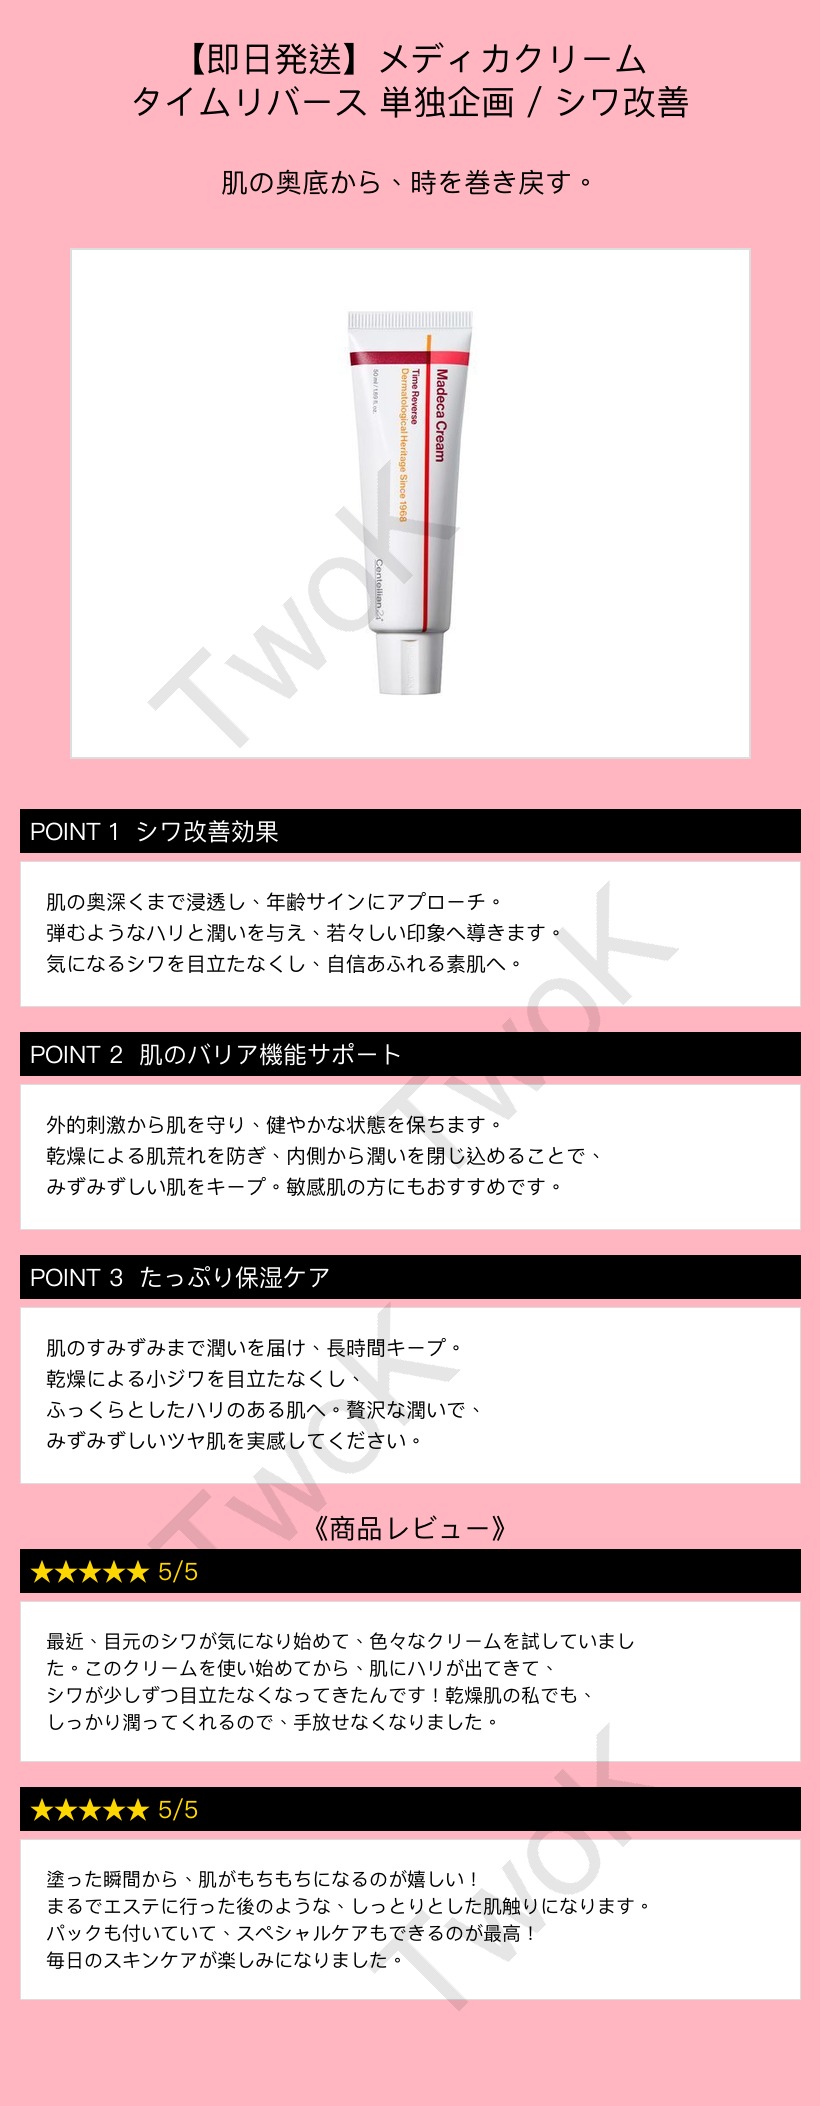 【即日発送】メディカクリーム
タイムリバース 単独企画 / シワ改善
肌の奥底から、時を巻き戻す。
Madeca Cream
Time Reverse
Dermatological Heritage Since 1968
50 ml / 1.69 fl. oz.
Centellian24
TwoK
POINT 1 シワ改善効果
肌の奥深くまで浸透し、年齢サインにアプローチ。
弾むようなハリと潤いを与え、若々しい印象へ導きます。
気になるシワを目立たなくし、自信あふれる素肌へ。
TwoK
POINT 2 肌のバリア機能サポート
外的刺激から肌を守り、健やかな状態を保ちます。
乾燥による肌荒れを防ぎ、内側から潤いを閉じ込めることで、
みずみずしい肌をキープ。敏感肌の方にもおすすめです。
POINT 3 たっぷり保湿ケア
肌のすみずみまで潤いを届け、長時間キープ。
乾燥による小ジワを目立たなくし、
ふっくらとしたハリのある肌へ。贅沢な潤いで、
みずみずしいツヤ肌を実感してください。
TwoK
《商品レビュー》
★★★★★ 5/5
最近、目元のシワが気になり始めて、色々なクリームを試していまし
た。このクリームを使い始めてから、肌にハリが出てきて、
シワが少しずつ目立たなくなってきたんです！乾燥肌の私でも、
しっかり潤ってくれるので、手放せなくなりました。
★★★★★ 5/5
塗った瞬間から、肌がもちもちになるのが嬉しい！
まるでエステに行った後のような、しっとりとした肌触りになります。
パックも付いていて、スペシャルケアもできるのが最高！
毎日のスキンケアが楽しみになりました。
TwoK